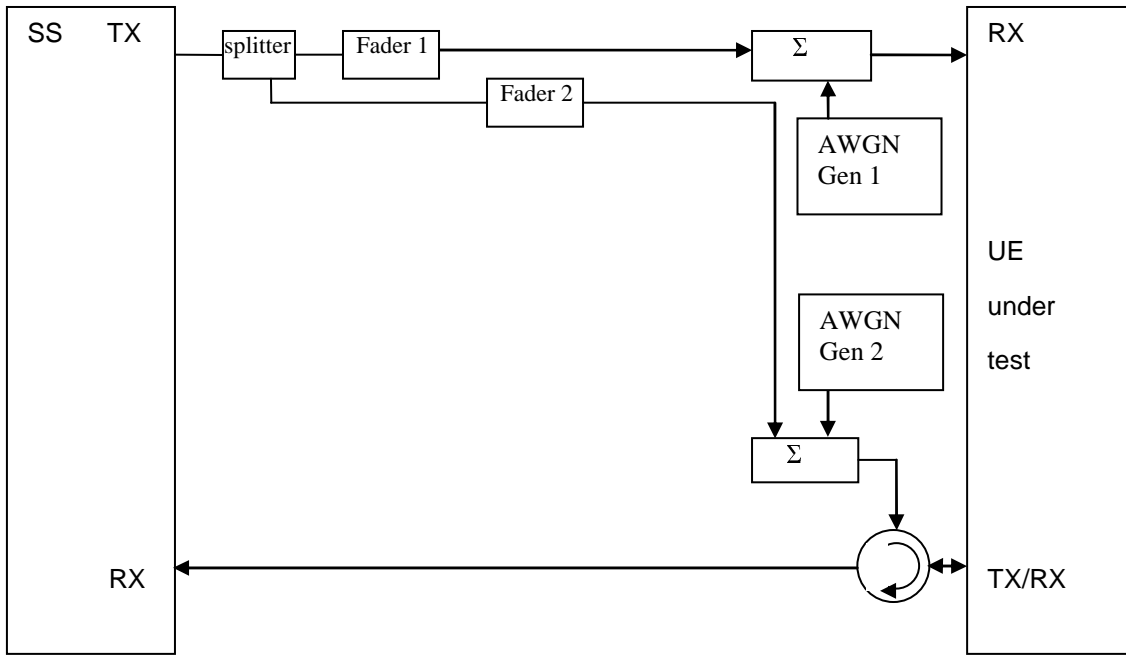 SS TX
splitter
Fader 1
Σ
RX
Fader 2
AWGN
Gen 1
UE
under
test
AWGN
Gen 2
Σ
RX
TX/RX